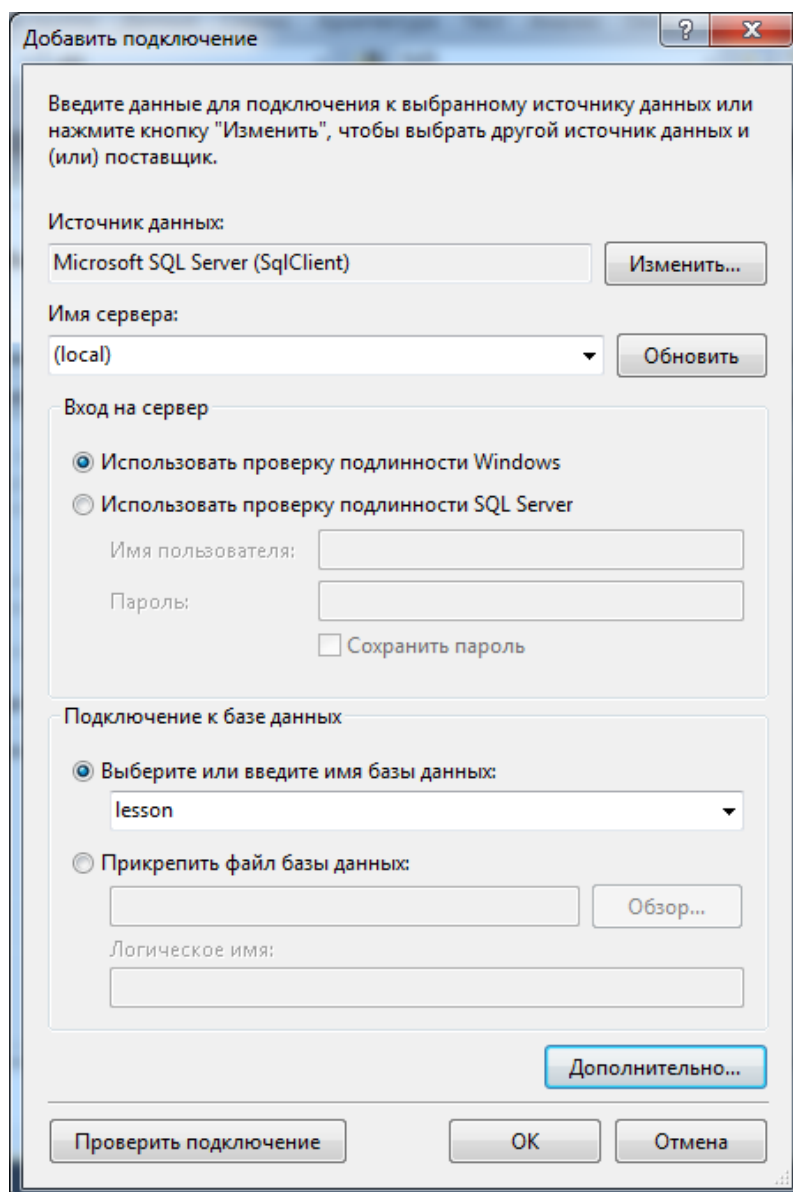 Добавить подключение
?
Введите данные для подключения к выбранному источнику данных или
нажмите кнопку "Изменить", чтобы выбрать другой источник данных и
(или) поставщик.
Источник данных:
Microsoft SQL Server (SqlClient)
Изменить...
Имя сервера:
(local)
Обновить
Вход на сервер
Использовать проверку подлинности Windows
Использовать проверку подлинности SQL Server
Имя пользователя:
Пароль:
Сохранить пароль
Подключение к базе данных
Выберите или введите имя базы данных:
lesson
Прикрепить файл базы данных:
Обзор...
Логическое имя:
Дополнительно...
Проверить подключение
ОК
Отмена